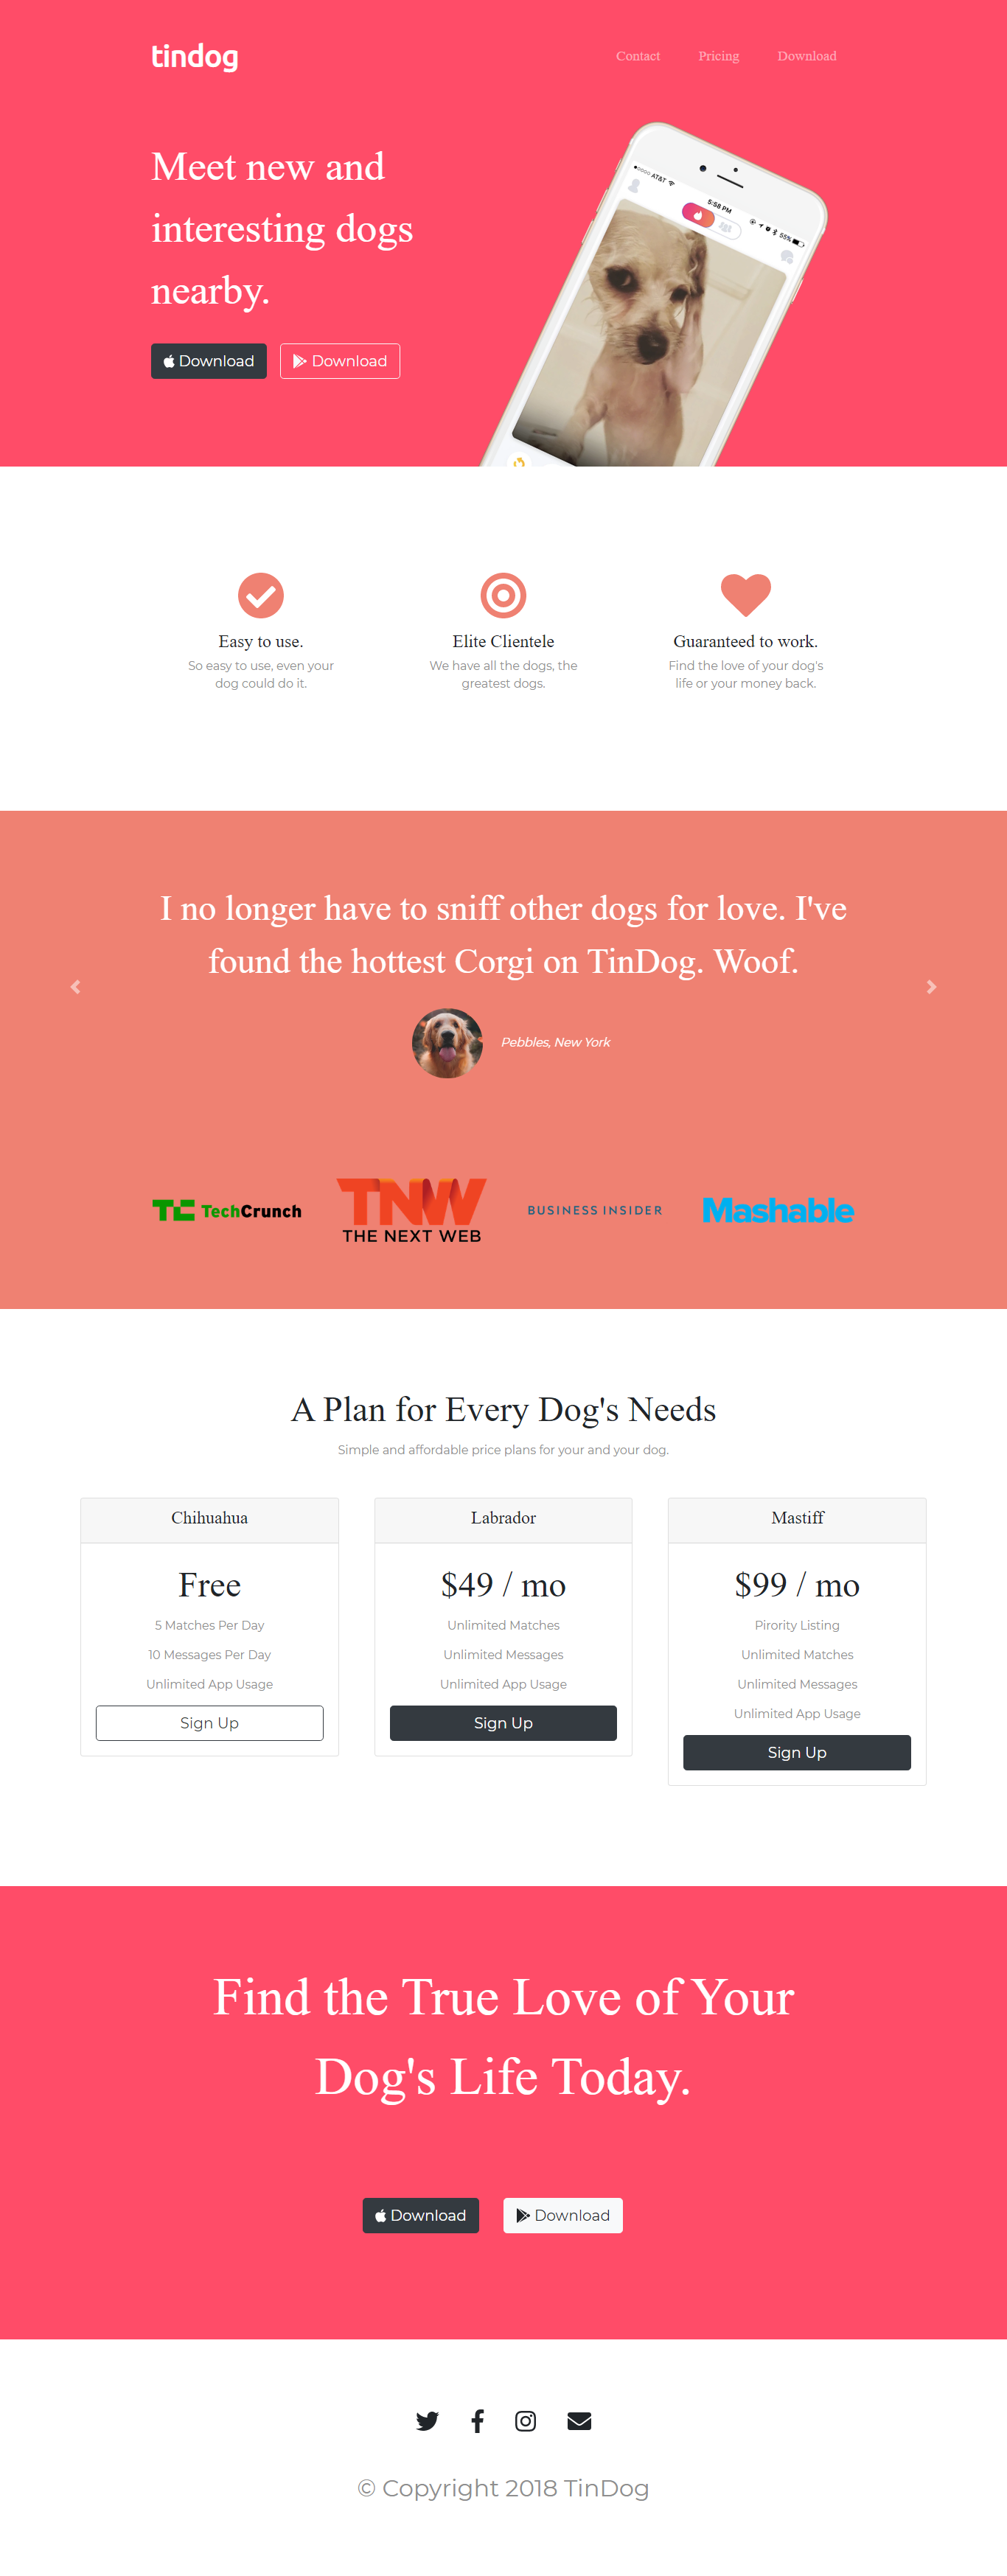 tindog
Contact Pricing Download
Meet new and
interesting dogs
nearby.
Download Download
AT&T 5:58 PM 55%
Easy to use.
So easy to use, even your
dog could do it.
Elite Clientele
We have all the dogs, the
greatest dogs.
Guaranteed to work.
Find the love of your dog's
life or your money back.
I no longer have to sniff other dogs for love. I've
found the hottest Corgi on TinDog. Woof.
Pebbles, New York
TC TechCrunch
TNW
THE NEXT WEB
BUSINESS INSIDER
Mashable
A Plan for Every Dog's Needs
Simple and affordable price plans for your and your dog.
Chihuahua
Free
5 Matches Per Day
10 Messages Per Day
Unlimited App Usage
Sign Up
Labrador
$49 / mo
Unlimited Matches
Unlimited Messages
Unlimited App Usage
Sign Up
Mastiff
$99 / mo
Pirority Listing
Unlimited Matches
Unlimited Messages
Unlimited App Usage
Sign Up
Find the True Love of Your
Dog's Life Today.
Download Download
© Copyright 2018 TinDog